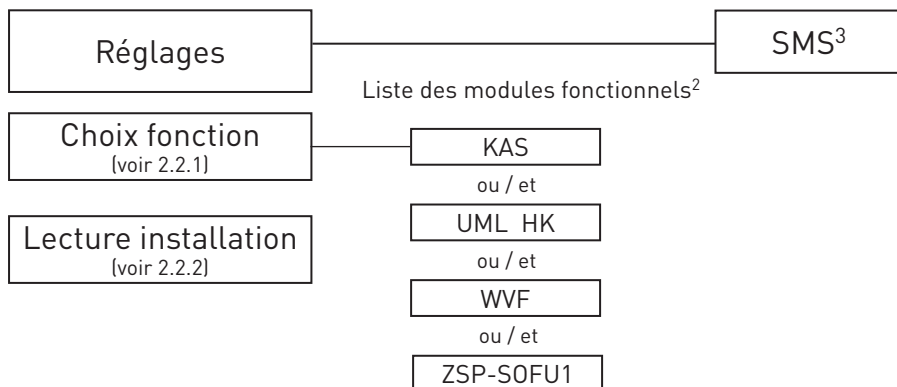 Réglages
SMS³
Liste des modules fonctionnels²
Choix fonction
(voir 2.2.1)
KAS
ou / et
UML HK
Lecture installation
(voir 2.2.2)
ou / et
WVF
ou / et
ZSP-SOFU1